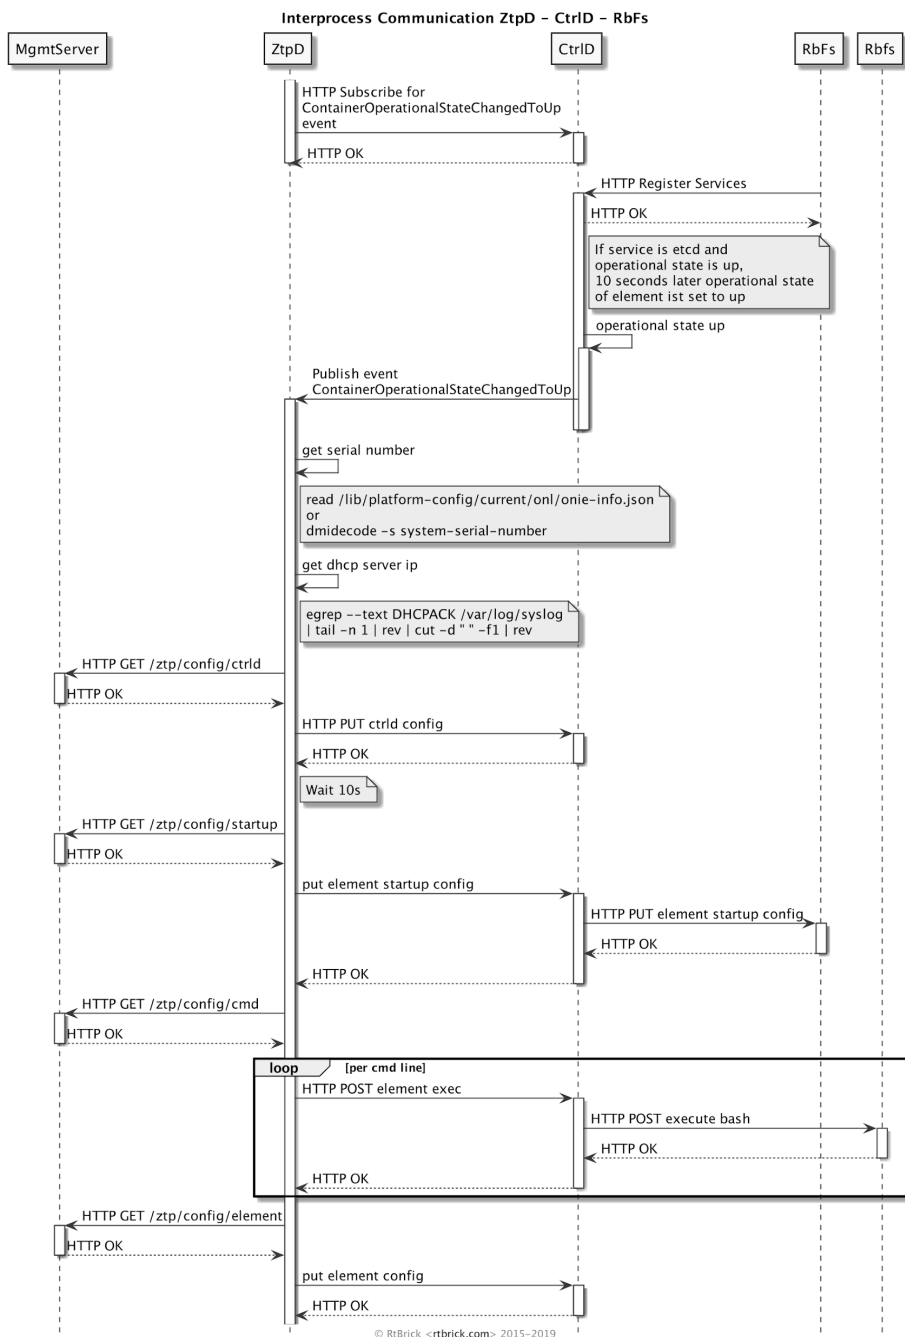 Interprocess Communication ZtpD - CtrlD - RbFs
MgmtServer
ZtpD
CtrlD
RbFs
Rbfs
HTTP Subscribe for
ContainerOperationalStateChangedToUp
event
HTTP OK
HTTP Register Services
HTTP OK
If service is etcd and
operational state is up,
10 seconds later operational state
of element ist set to up
operational state up
Publish event
ContainerOperationalStateChangedToUp
get serial number
read /lib/platform-config/current/onl/onie-info.json
or
dmidecode -s system-serial-number
get dhcp server ip
egrep --text DHCPACK /var/log/syslog
| tail -n 1 | rev | cut -d " " -f1 | rev
HTTP GET /ztp/config/ctrld
HTTP OK
HTTP PUT ctrld config
HTTP OK
Wait 10s
HTTP GET /ztp/config/startup
HTTP OK
put element startup config
HTTP PUT element startup config
HTTP OK
HTTP OK
HTTP GET /ztp/config/cmd
HTTP OK
loop [per cmd line]
HTTP POST element exec
HTTP POST execute bash
HTTP OK
HTTP OK
HTTP GET /ztp/config/element
HTTP OK
put element config
HTTP OK
© RtBrick <rtbrick.com> 2015-2019